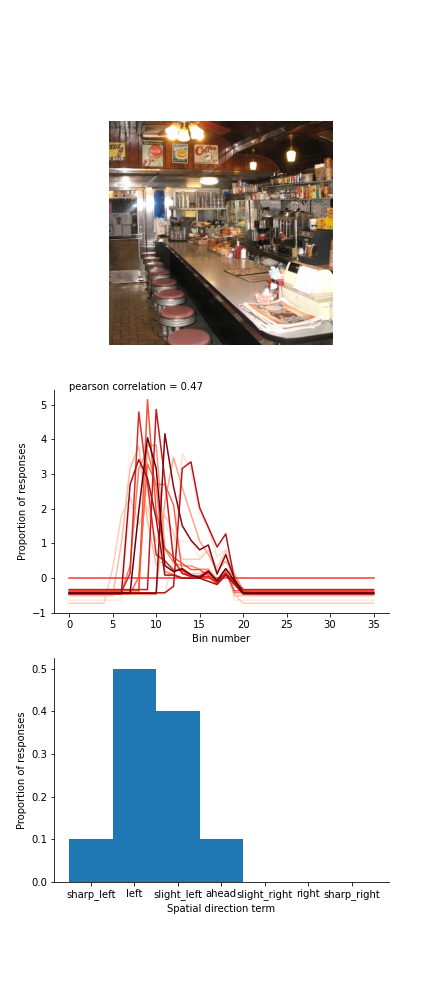 Coffee
pearson correlation = 0.47
Proportion of responses
5
4
3
2
1
0
−1
0 5 10 15 20 25 30 35
Bin number
Proportion of responses
0.5
0.4
0.3
0.2
0.1
0.0
sharp_left left slight_left ahead slight_right right sharp_right
Spatial direction term